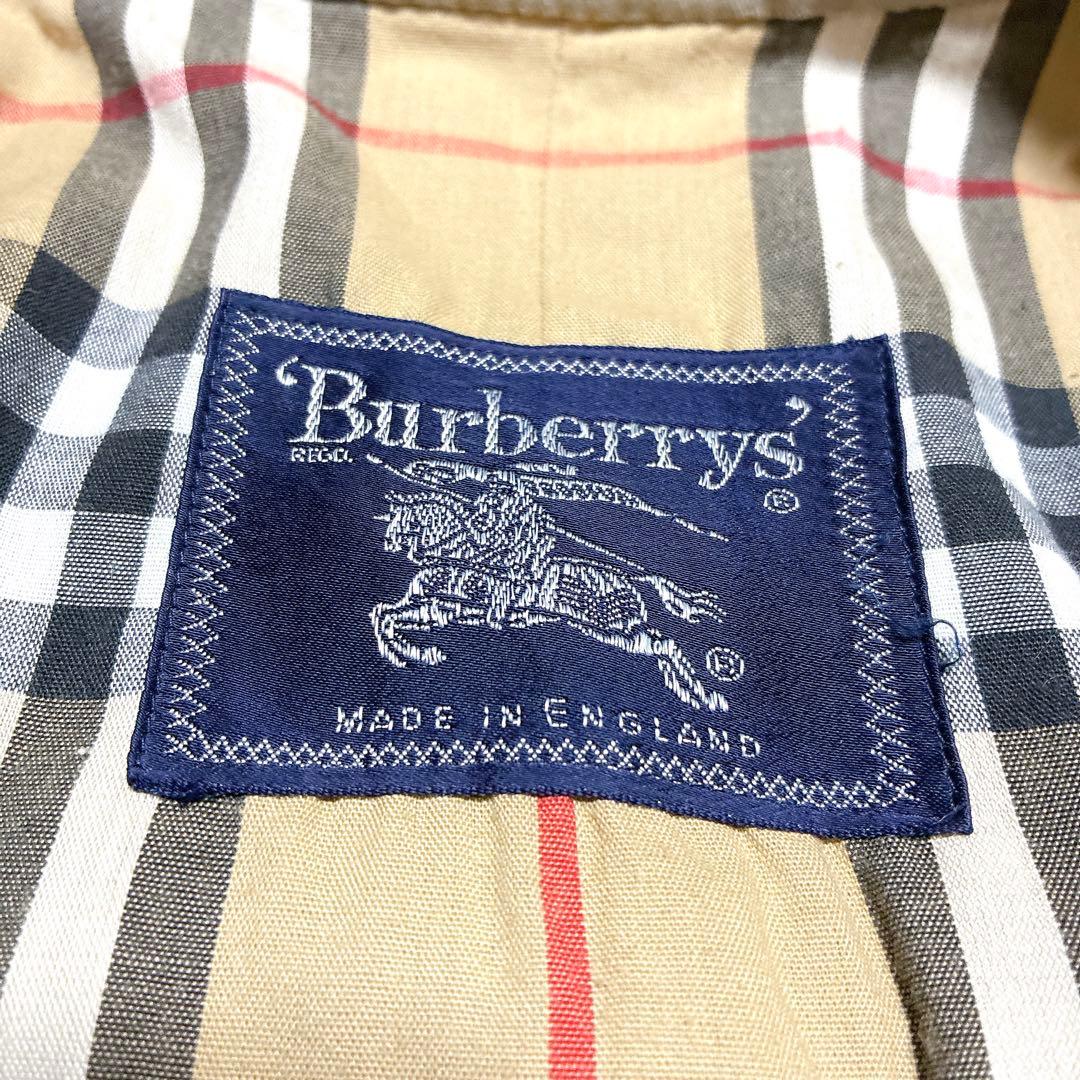 'Burberrys'
REGD. ®
®
MADE IN ENGLAND